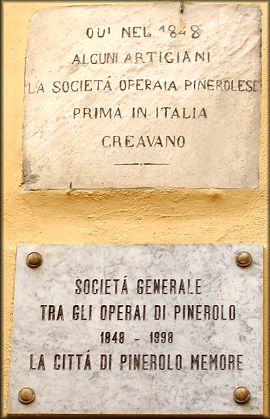 QUI NEL 1848
ALCUNI ARTIGIANI
LA SOCIETÁ OPERAIA PINEROLESE
PRIMA IN ITALIA
CREAVANO
SOCIETÁ GENERALE
TRA GLI OPERAI DI PINEROLO
1848 - 1998
LA CITTÁ DI PINEROLO MEMORE